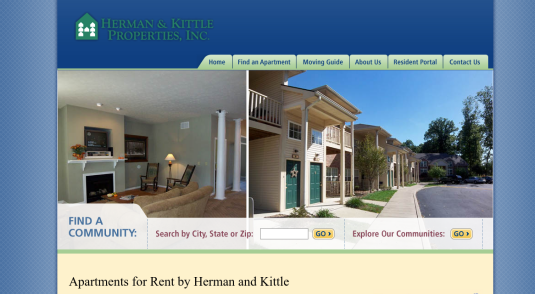 HERMAN & KITTLE
PROPERTIES, INC.
Home Find an Apartment Moving Guide About Us Resident Portal Contact Us
FIND A
COMMUNITY:
Search by City, State or Zip: GO Explore Our Communities: GO
Apartments for Rent by Herman and Kittle